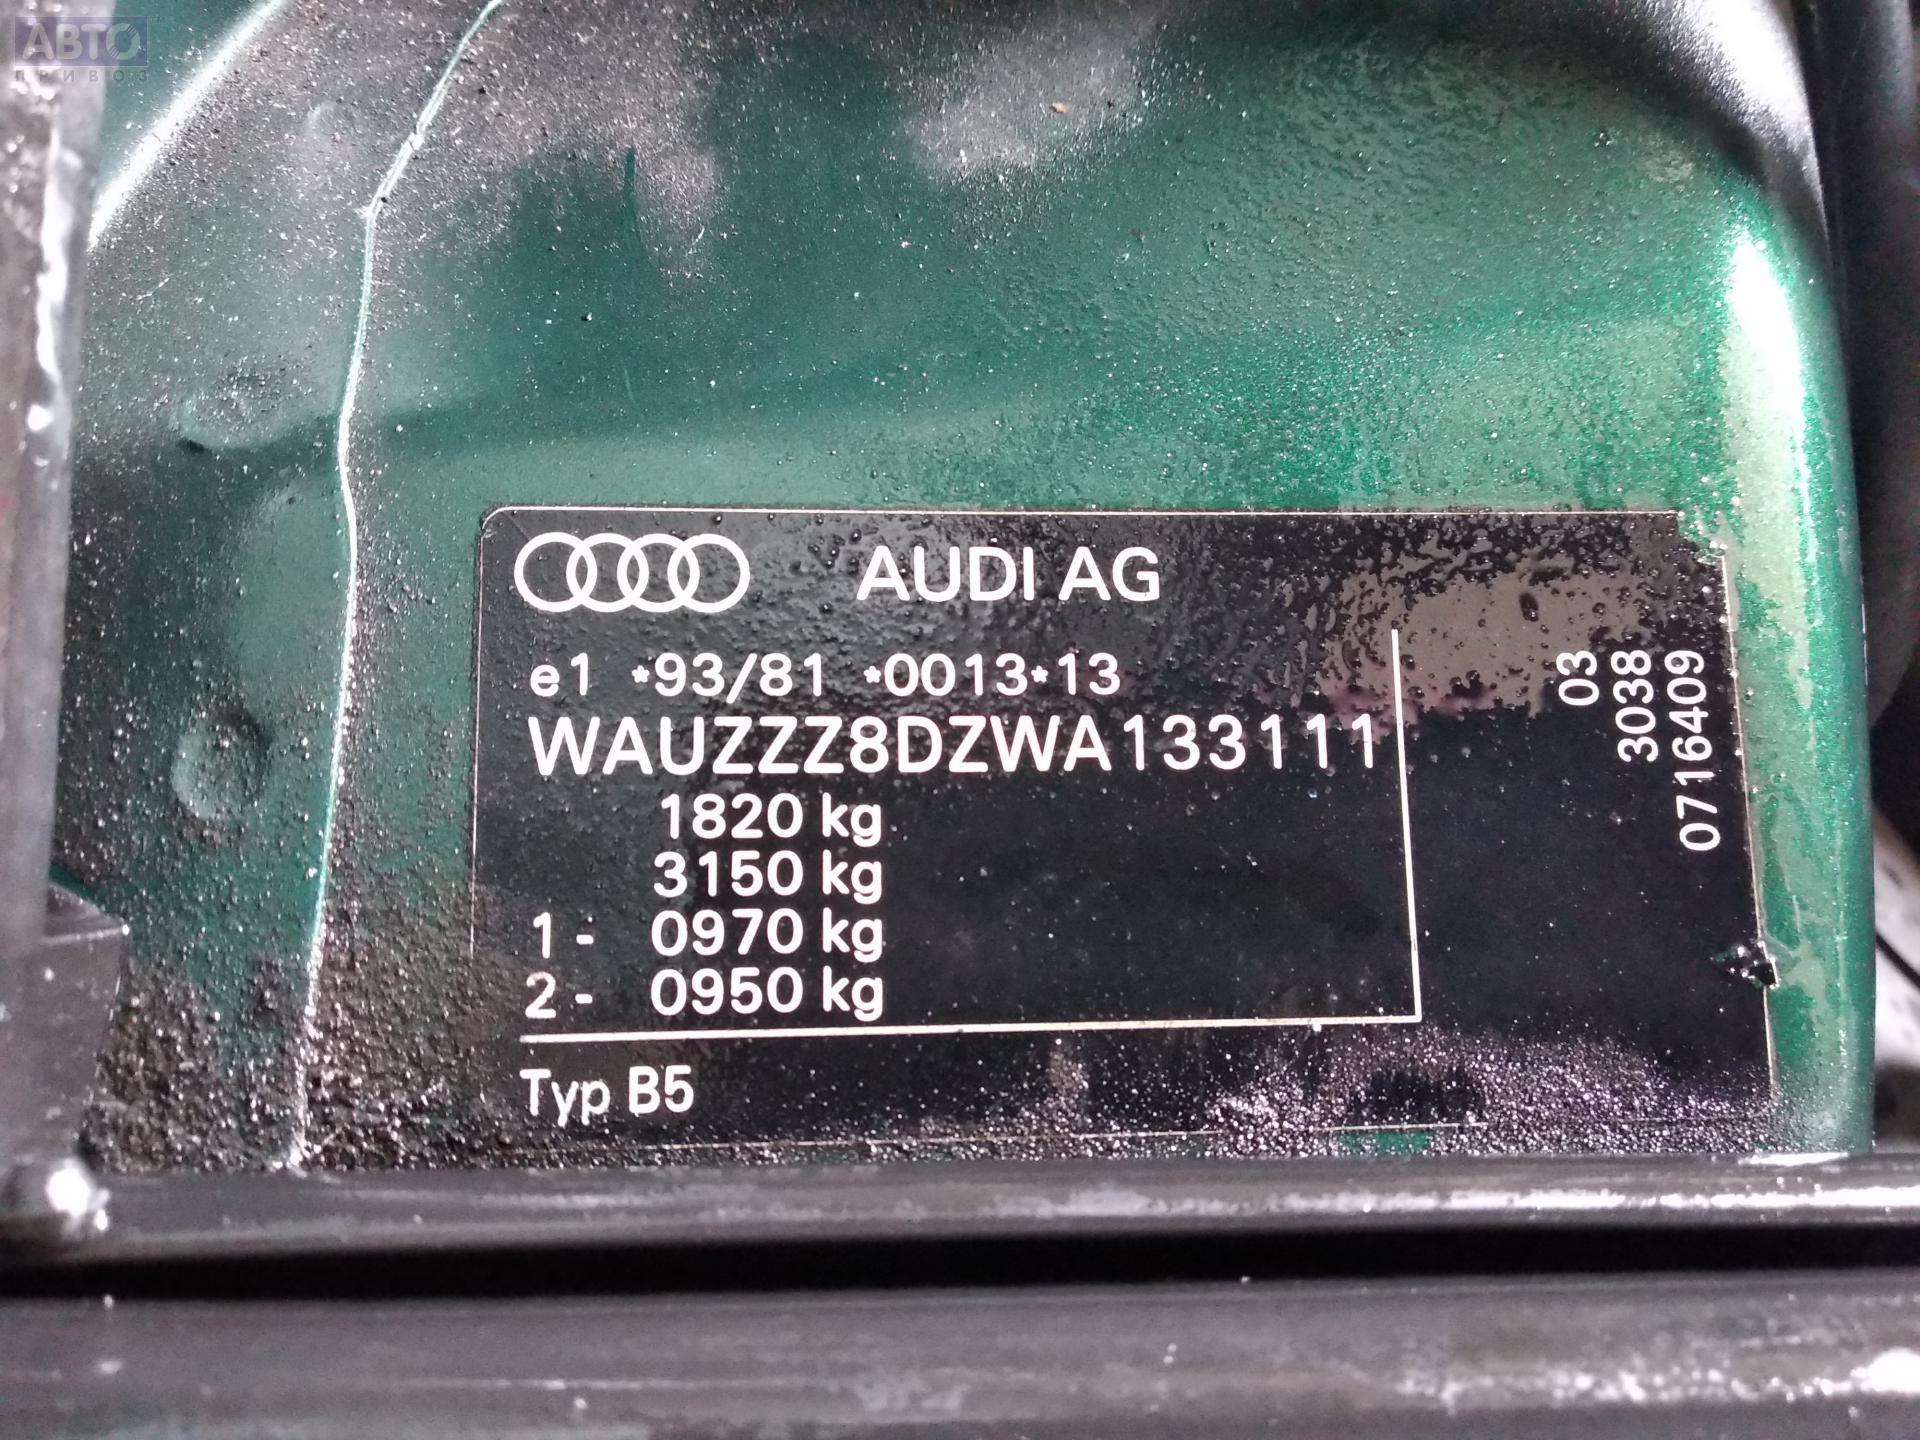 АВТО
ПРИВОЗ
AUDI AG
e1 *93/81 *0013*13
WAUZZZ8DZWA133111
1820 kg
3150 kg
1 - 0970 kg
2 - 0950 kg
Typ B5
03
3038
0716409